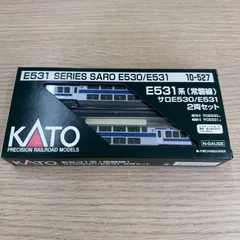 E531 SERIES SARO E530/E531
10-527
E531系(常磐線)
サロE530/E531
2両セット
KATO
PRECISION RAILROAD MODELS
N-GAUGE